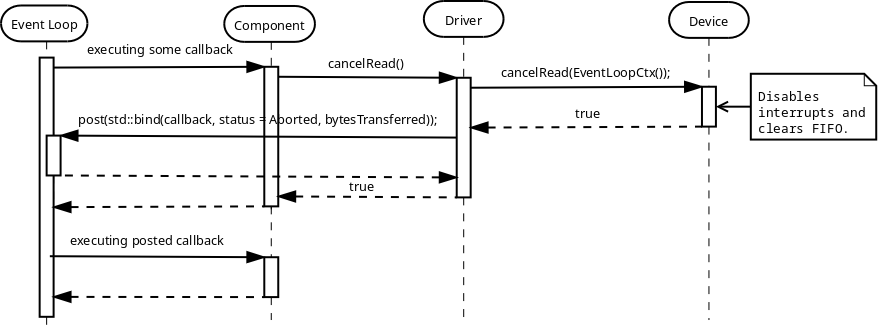 Event Loop
Component
Driver
Device
executing some callback
cancelRead()
cancelRead(EventLoopCtx());
Disables
interrupts and
clears FIFO.
true
post(std::bind(callback, status = Aborted, bytesTransferred));
true
executing posted callback